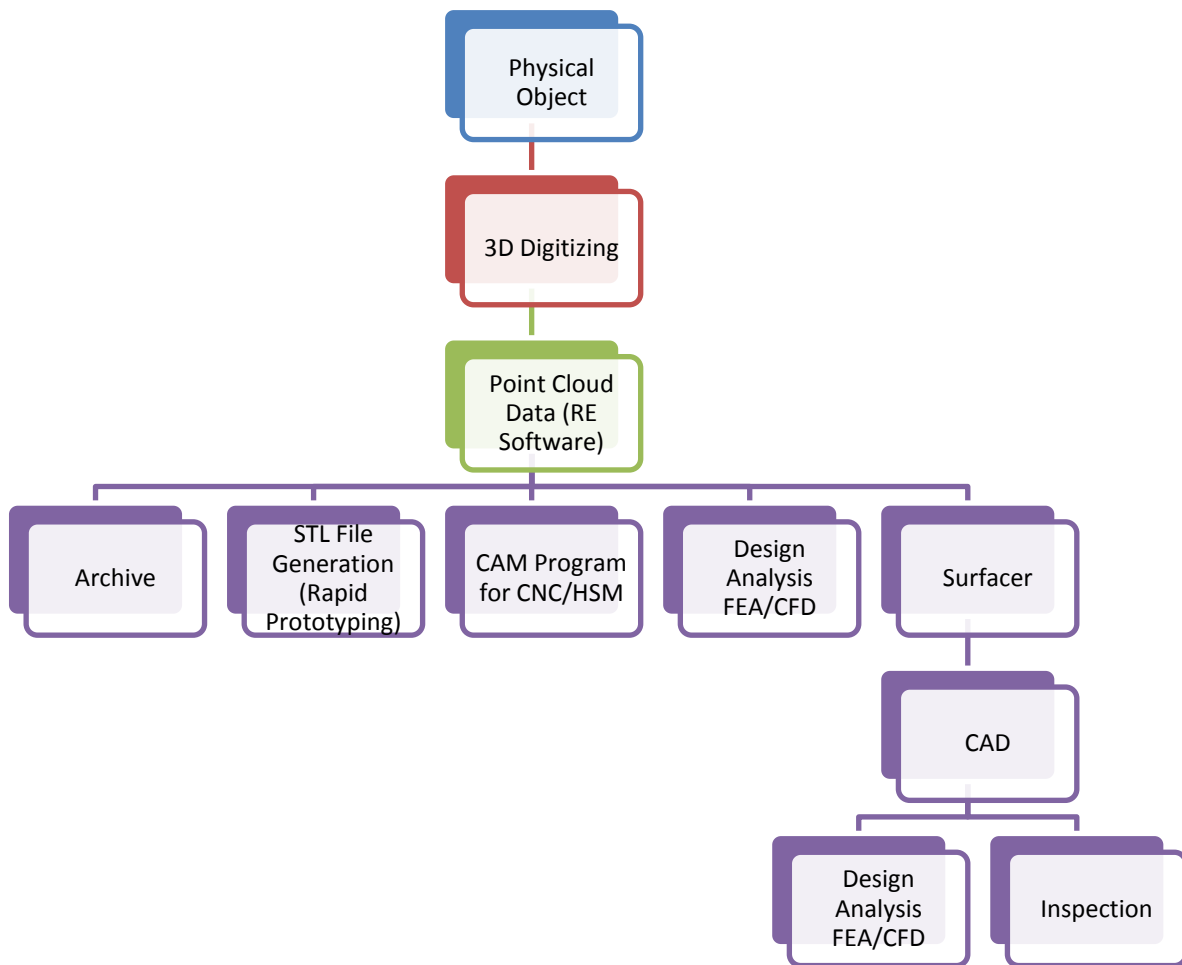 Physical
Object
3D Digitizing
Point Cloud
Data (RE
Software)
Archive
STL File
Generation
(Rapid
Prototyping)
CAM Program
for CNC/HSM
Design
Analysis
FEA/CFD
Surfacer
CAD
Design
Analysis
FEA/CFD
Inspection